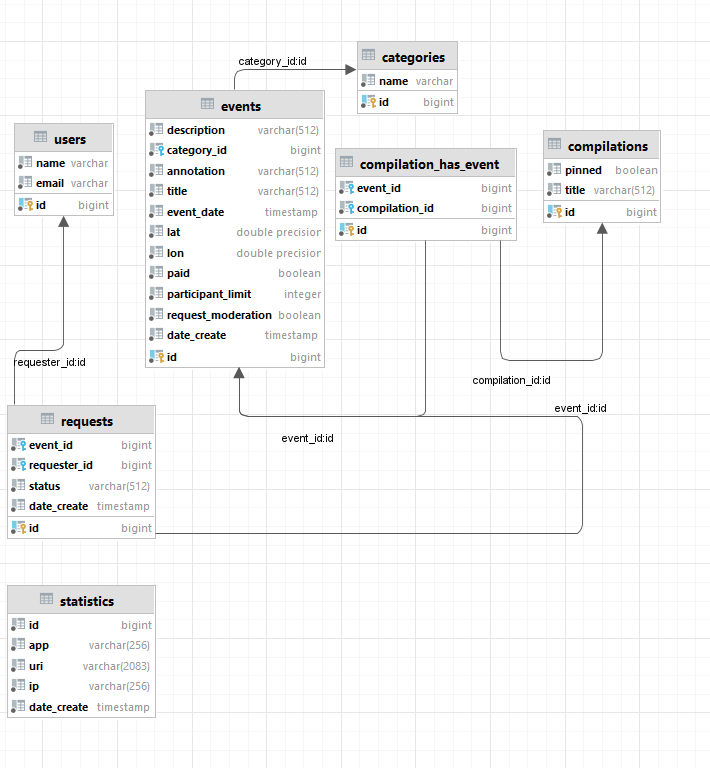 categories
name varchar
id bigint
category_id:id
events
description varchar(512)
category_id bigint
annotation varchar(512)
title varchar(512)
event_date timestamp
lat double precision
lon double precision
paid boolean
participant_limit integer
request_moderation boolean
date_create timestamp
id bigint
users
name varchar
email varchar
id bigint
compilation_has_event
event_id bigint
compilation_id bigint
id bigint
compilations
pinned boolean
title varchar(512)
id bigint
requester_id:id
compilation_id:id
event_id:id
event_id:id
requests
event_id bigint
requester_id bigint
status varchar(512)
date_create timestamp
id bigint
statistics
id bigint
app varchar(256)
uri varchar(2083)
ip varchar(256)
date_create timestamp